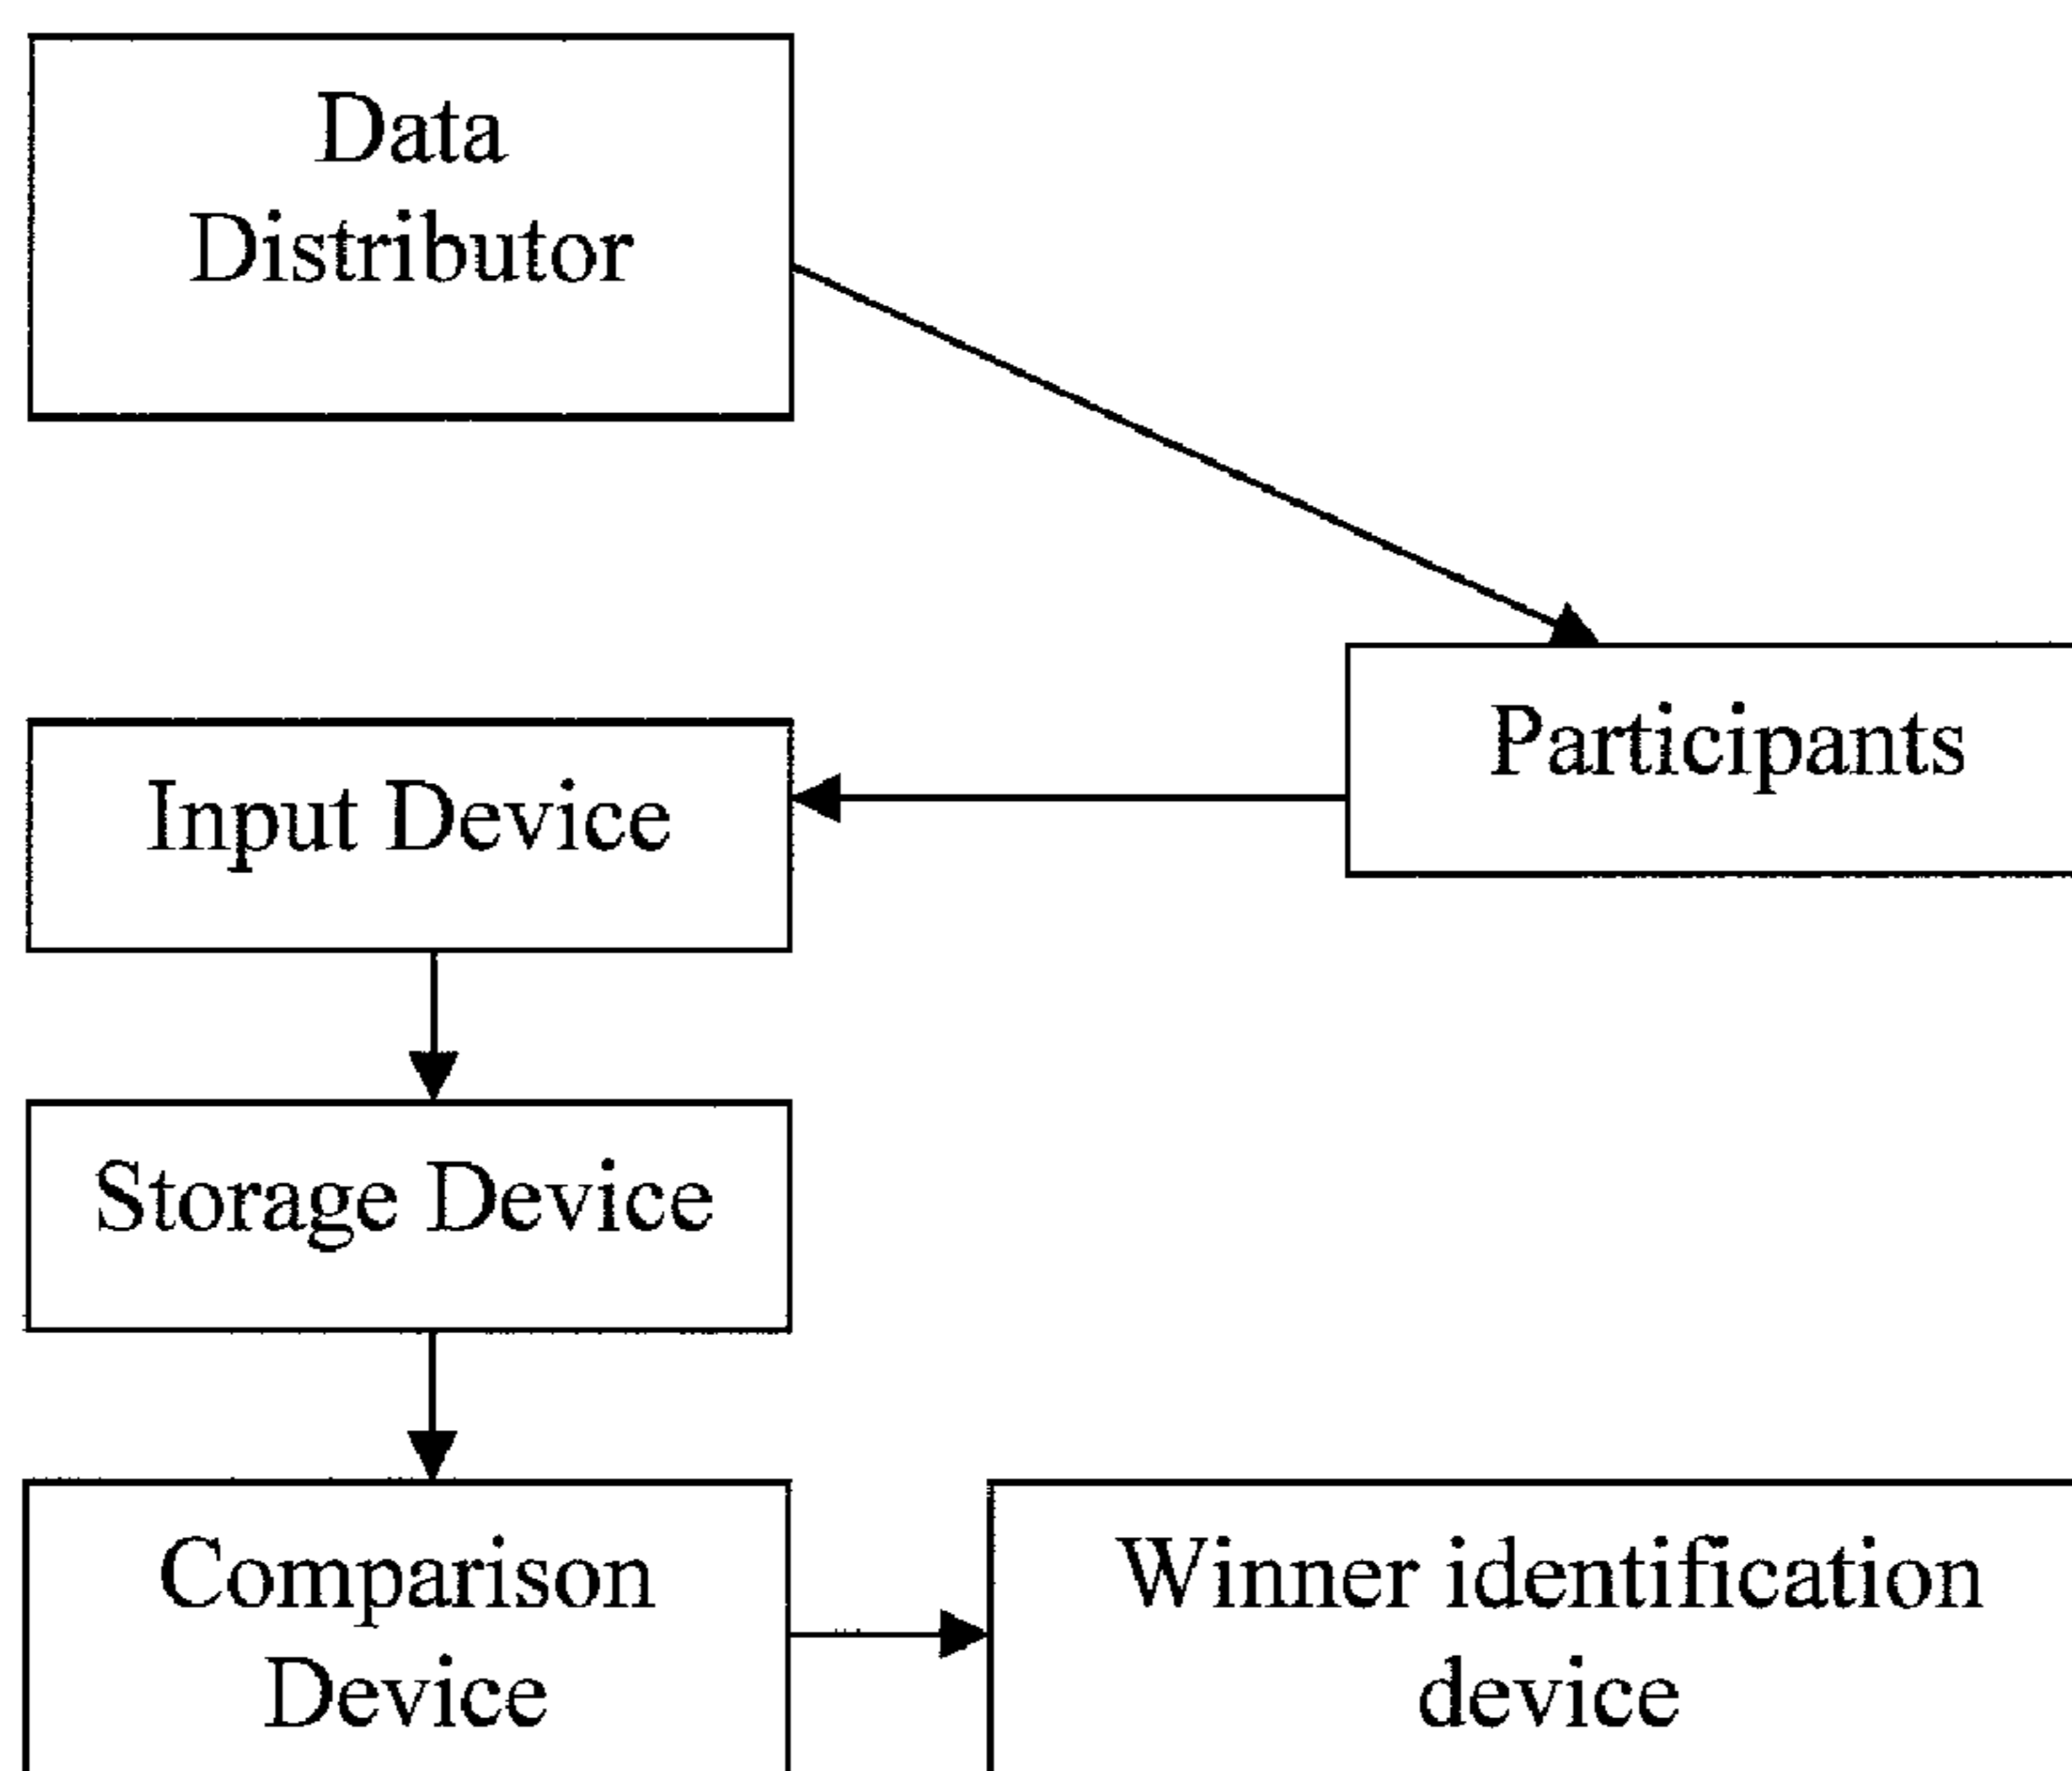 Data
Distributor
Participants
Input Device
Storage Device
Comparison
Device
Winner identification
device